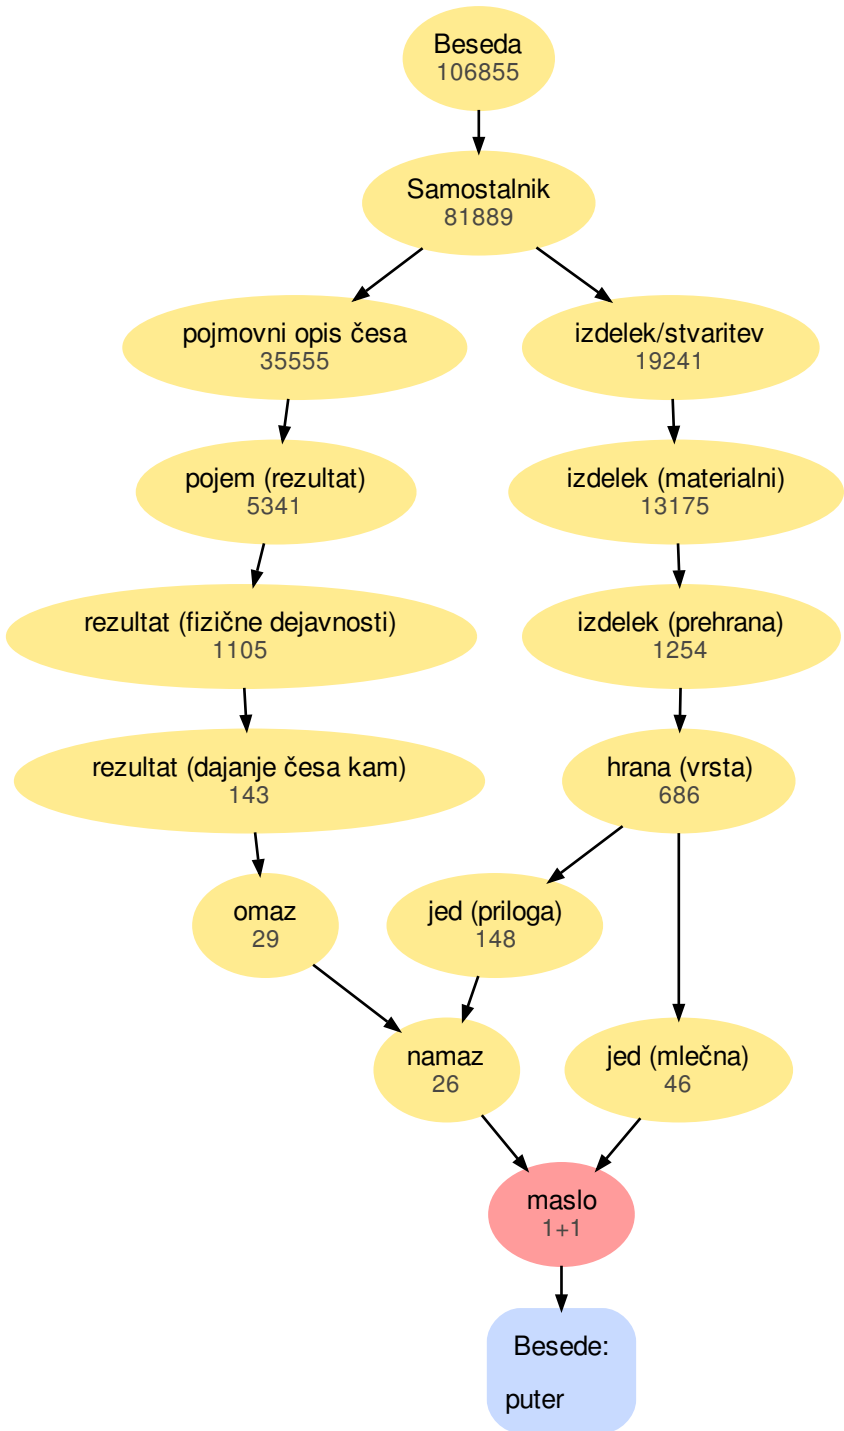 Beseda
106855
Samostalnik
81889
pojmovni opis česa
35555
izdelek/stvaritev
19241
pojem (rezultat)
5341
izdelek (materialni)
13175
rezultat (fizične dejavnosti)
1105
izdelek (prehrana)
1254
rezultat (dajanje česa kam)
143
hrana (vrsta)
686
omaz
29
jed (priloga)
148
namaz
26
jed (mlečna)
46
maslo
1+1
Besede:
puter